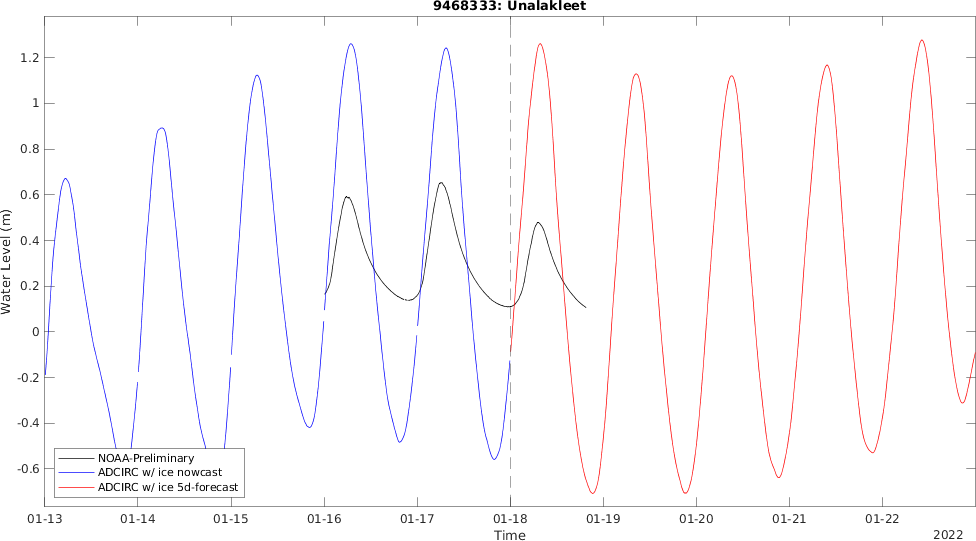 9468333: Unalakleet
1.2
1
0.8
0.6
0.4
0.2
0
-0.2
-0.4
-0.6
Water Level (m)
NOAA-Preliminary
ADCIRC w/ ice nowcast
ADCIRC w/ ice 5d-forecast
01-13 01-14 01-15 01-16 01-17 01-18 01-19 01-20 01-21 01-22
Time
2022